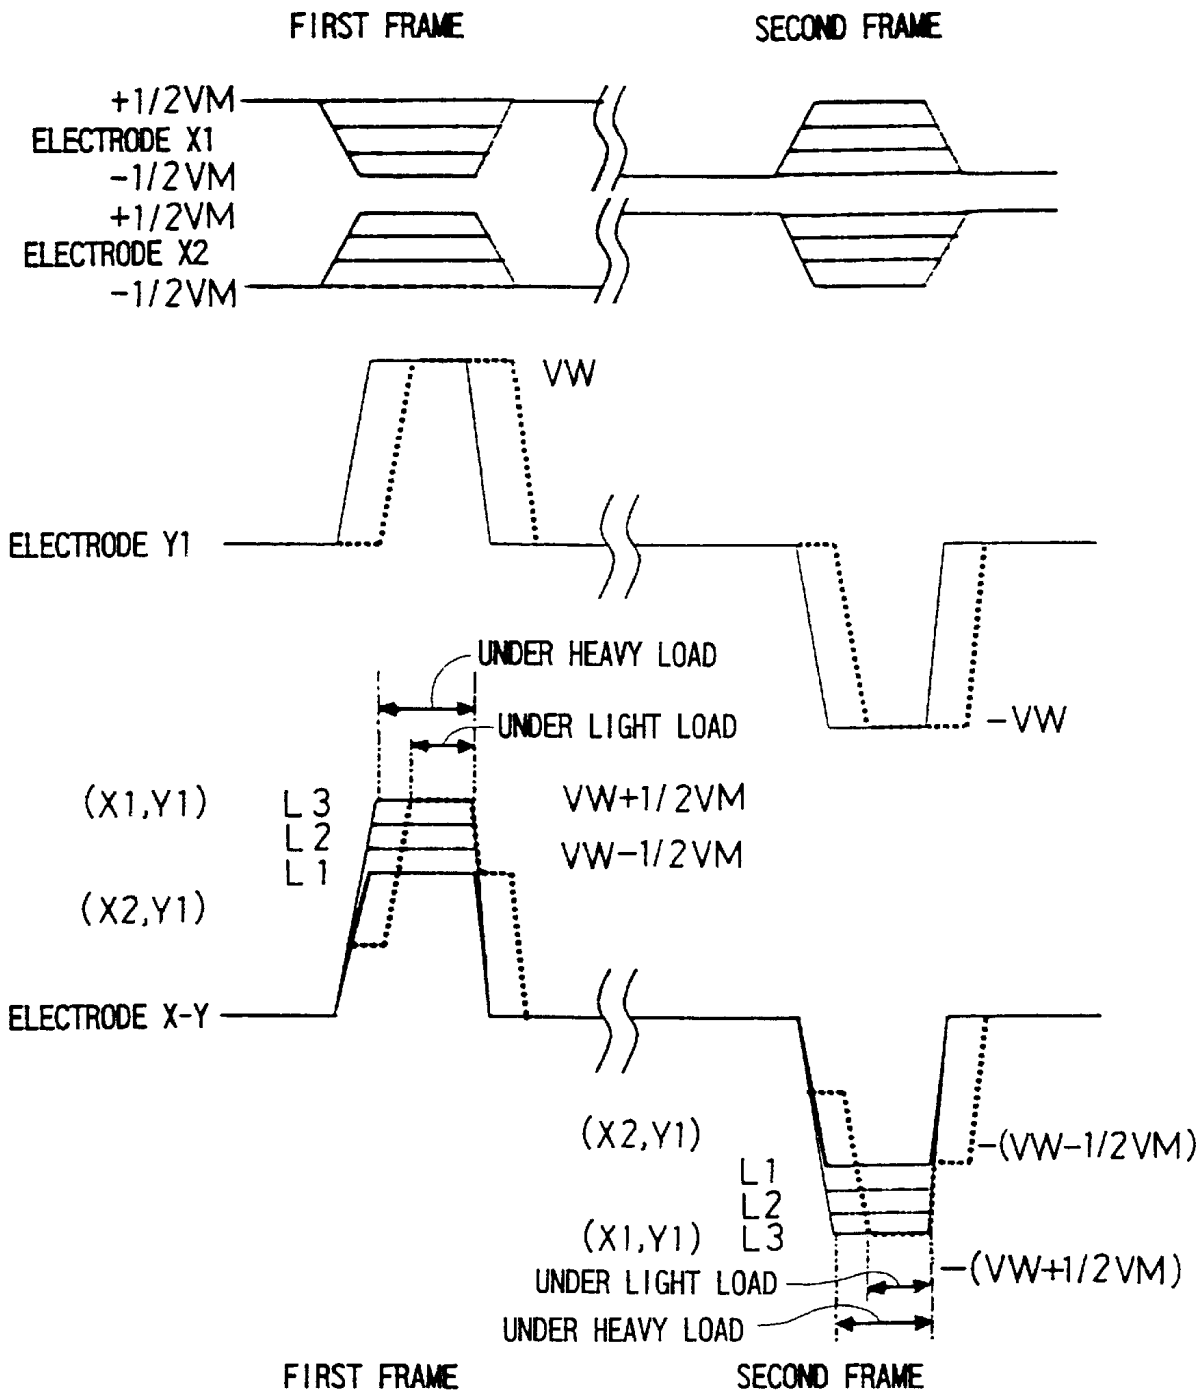 FIRST FRAME SECOND FRAME
+1/2VM
ELECTRODE X1
-1/2VM
+1/2VM
ELECTRODE X2
-1/2VM
VW
ELECTRODE Y1
UNDER HEAVY LOAD
-VW
UNDER LIGHT LOAD
(X1,Y1) L3 VW+1/2VM
L2
VW-1/2VM
L1
(X2,Y1)
ELECTRODE X-Y
(X2,Y1) -(VW-1/2VM)
L1
L2
(X1,Y1) L3
-(VW+1/2VM)
UNDER LIGHT LOAD
UNDER HEAVY LOAD
FIRST FRAME SECOND FRAME